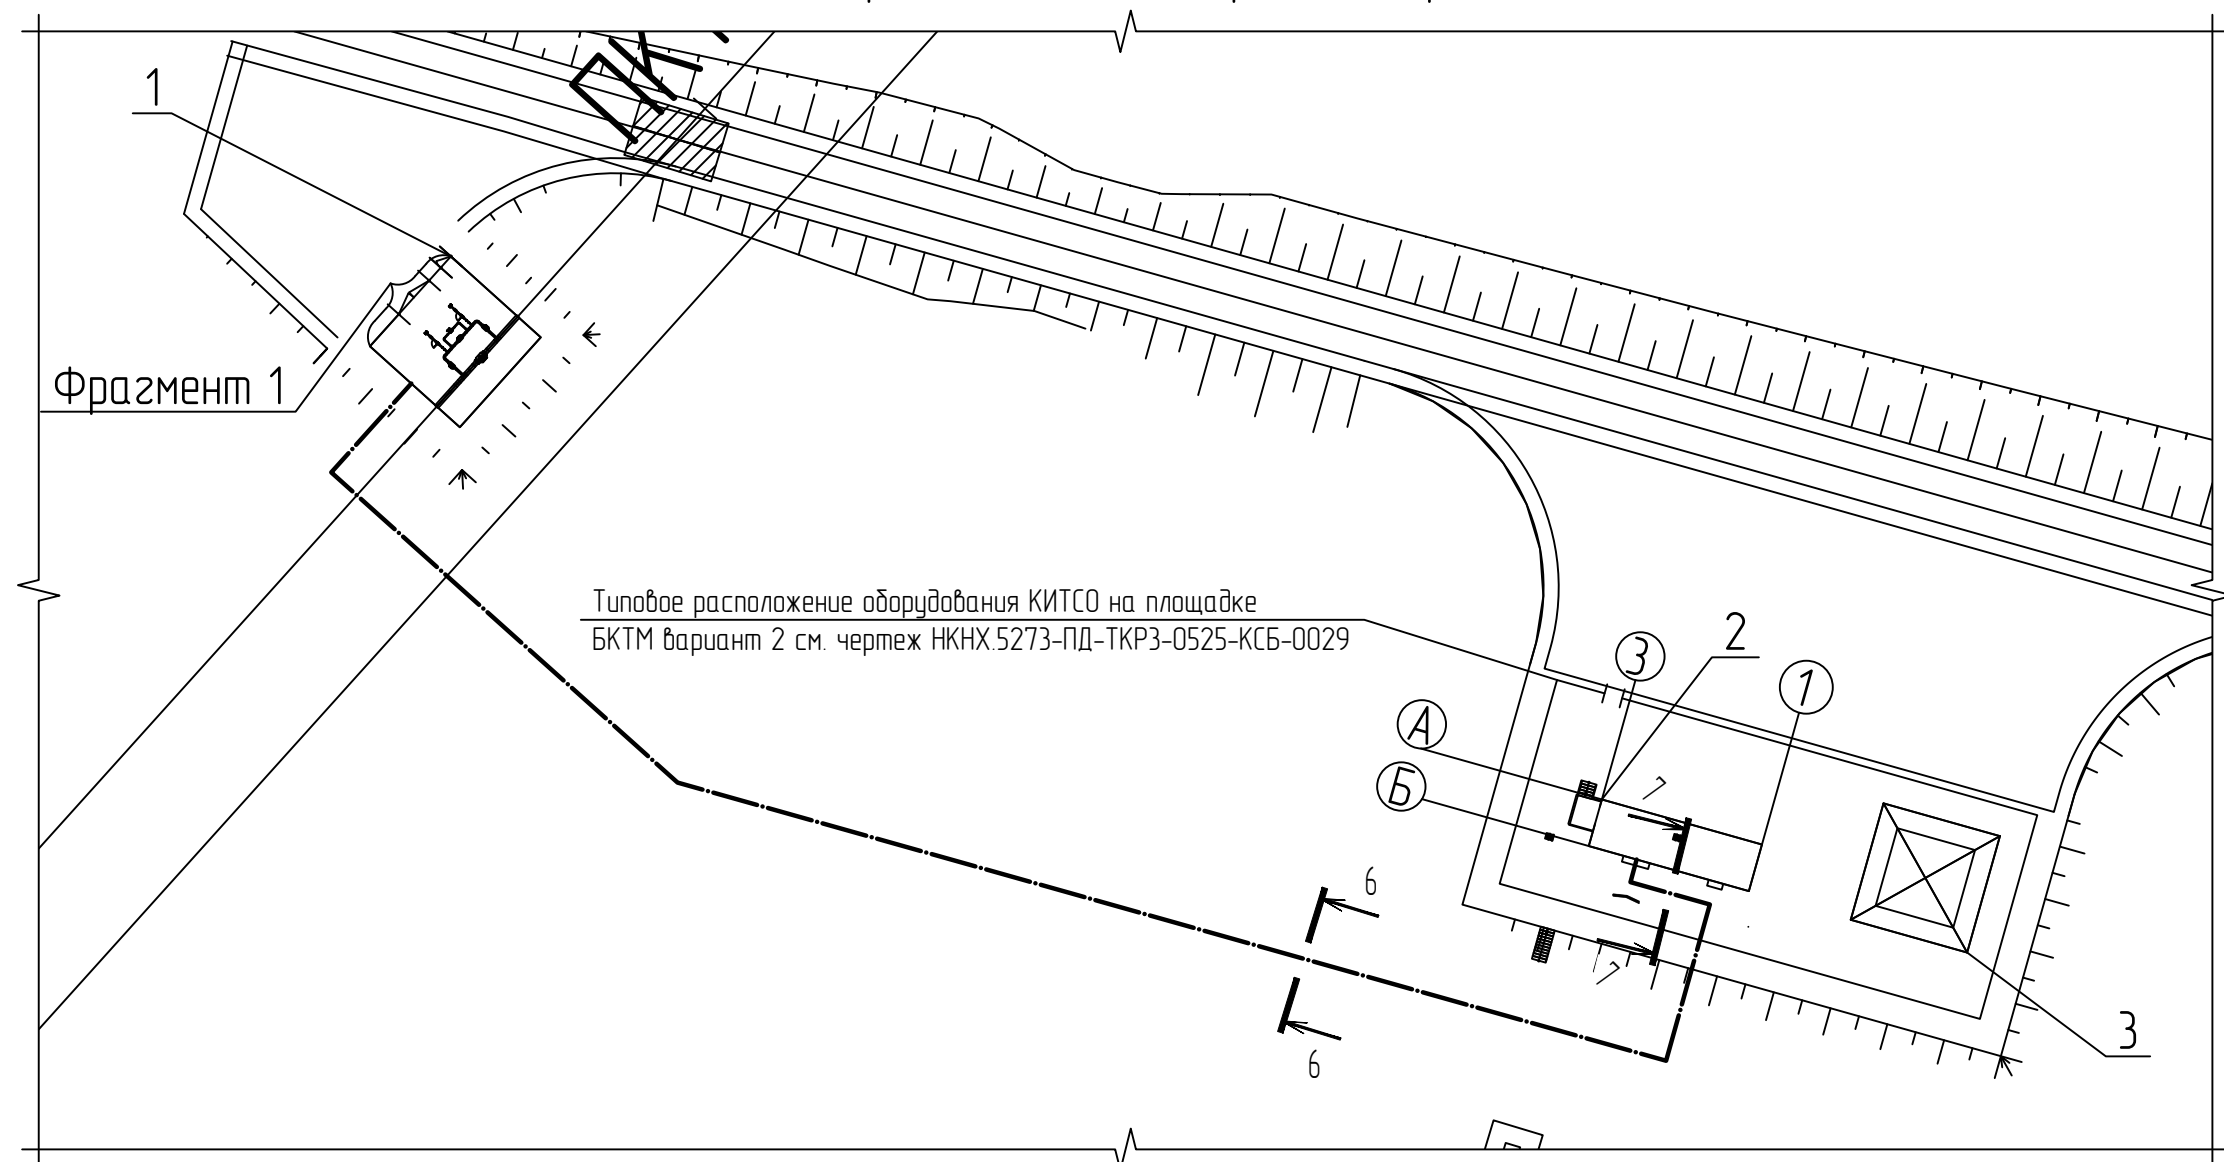 1
Фрагмент 1
Типовое расположение оборудования КИТСО на площадке
БКТМ вариант 2 см. чертеж НКНХ.5273-ПД-ТКР3-0525-КСБ-0029
3
2
1
А
Б
7
6
7
3
6